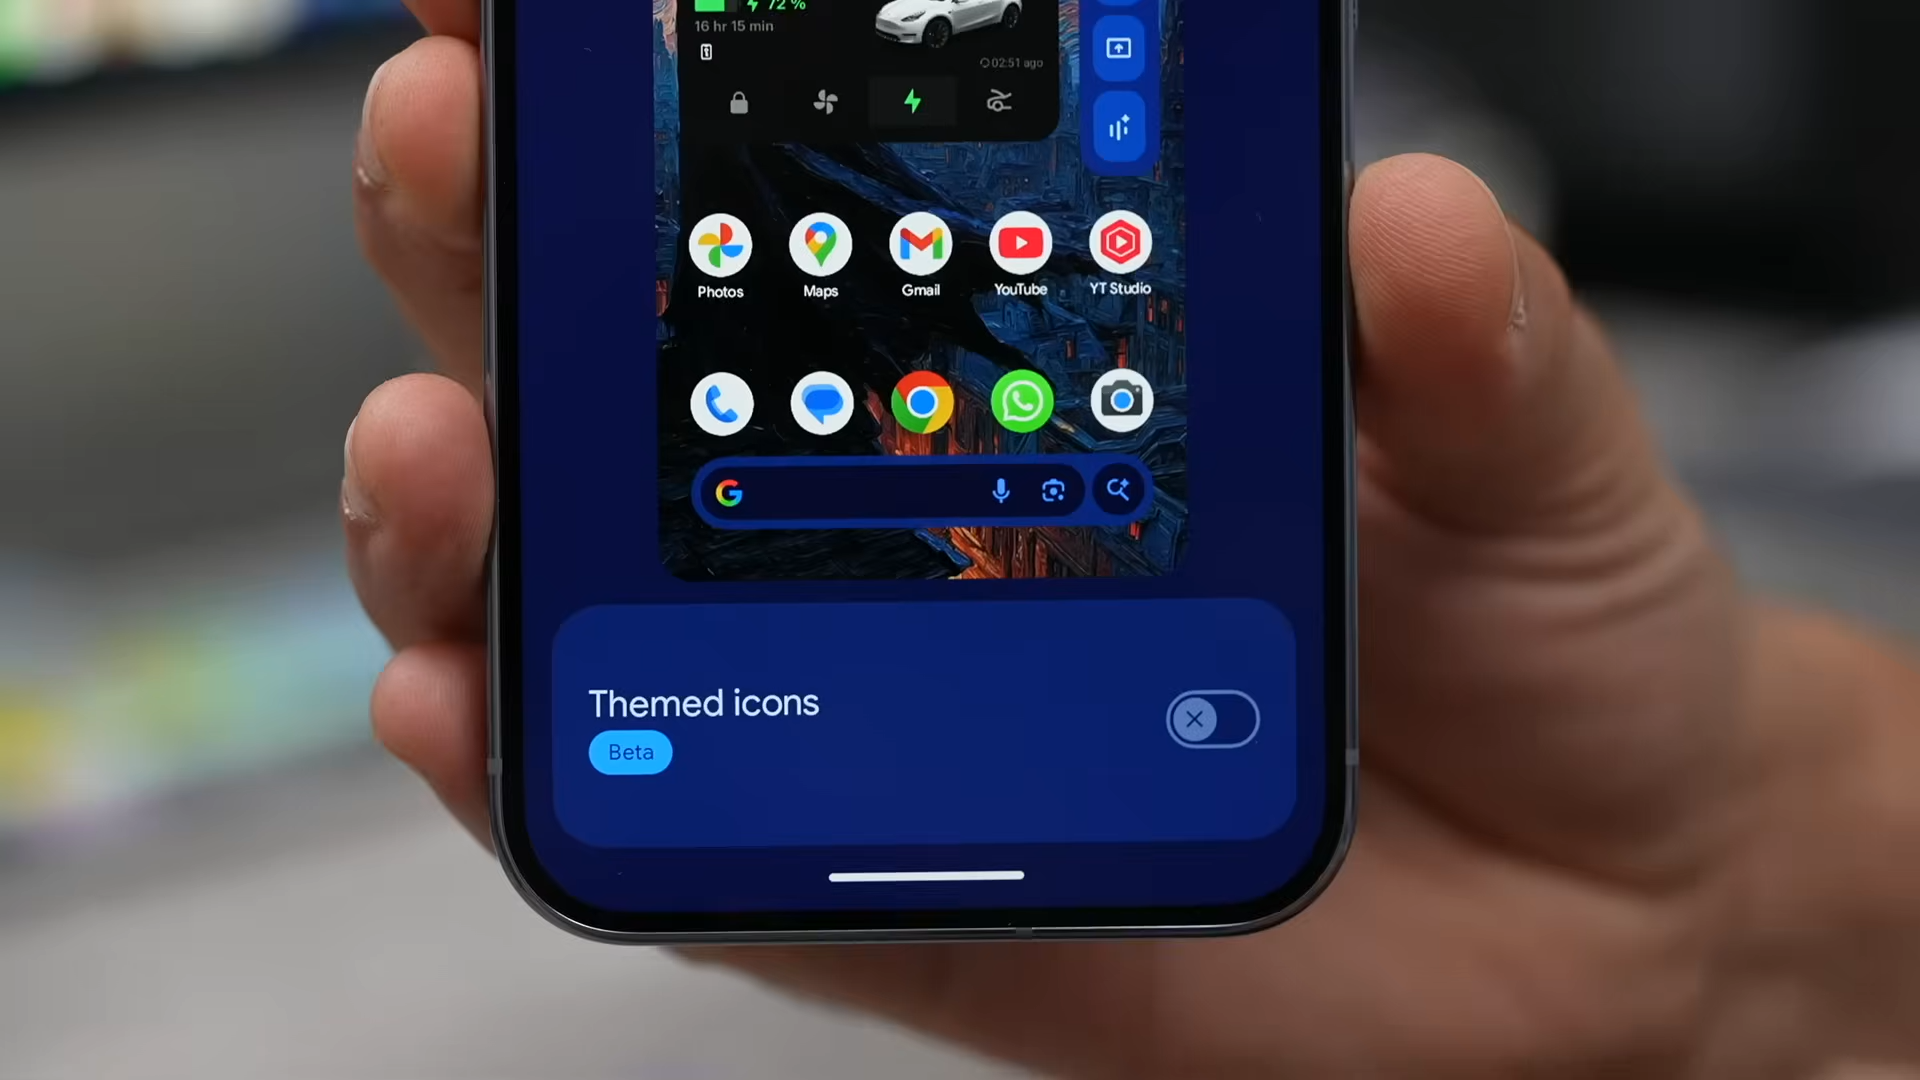 72 %
16 hr 15 min
02:51 ago
Photos
Maps
Gmail
YouTube
YT Studio
G
Themed icons
Beta